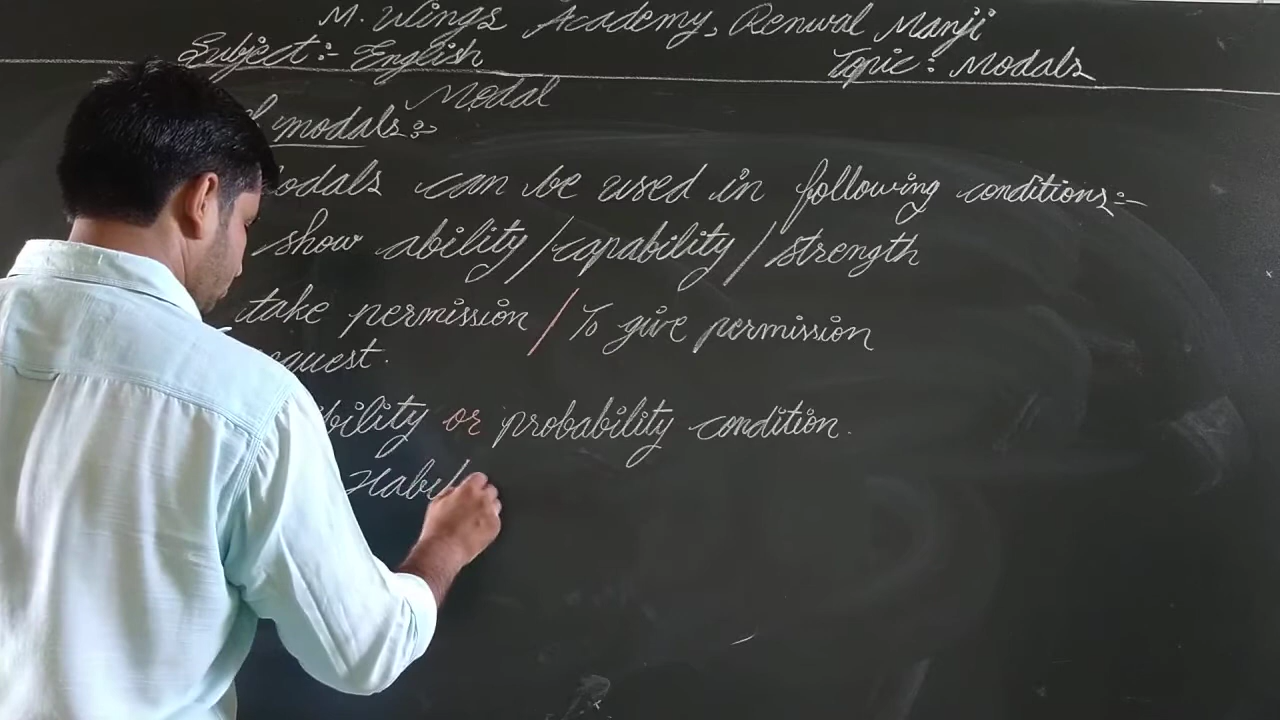 M. Wings Academy, Renwal Manji
Subject:- English Topic: Modals
Modal
modals:-
odals can be used in following conditions:-
show ability/capability/strength
take permission / To give permission
quest.
bility or probability condition.
Habit